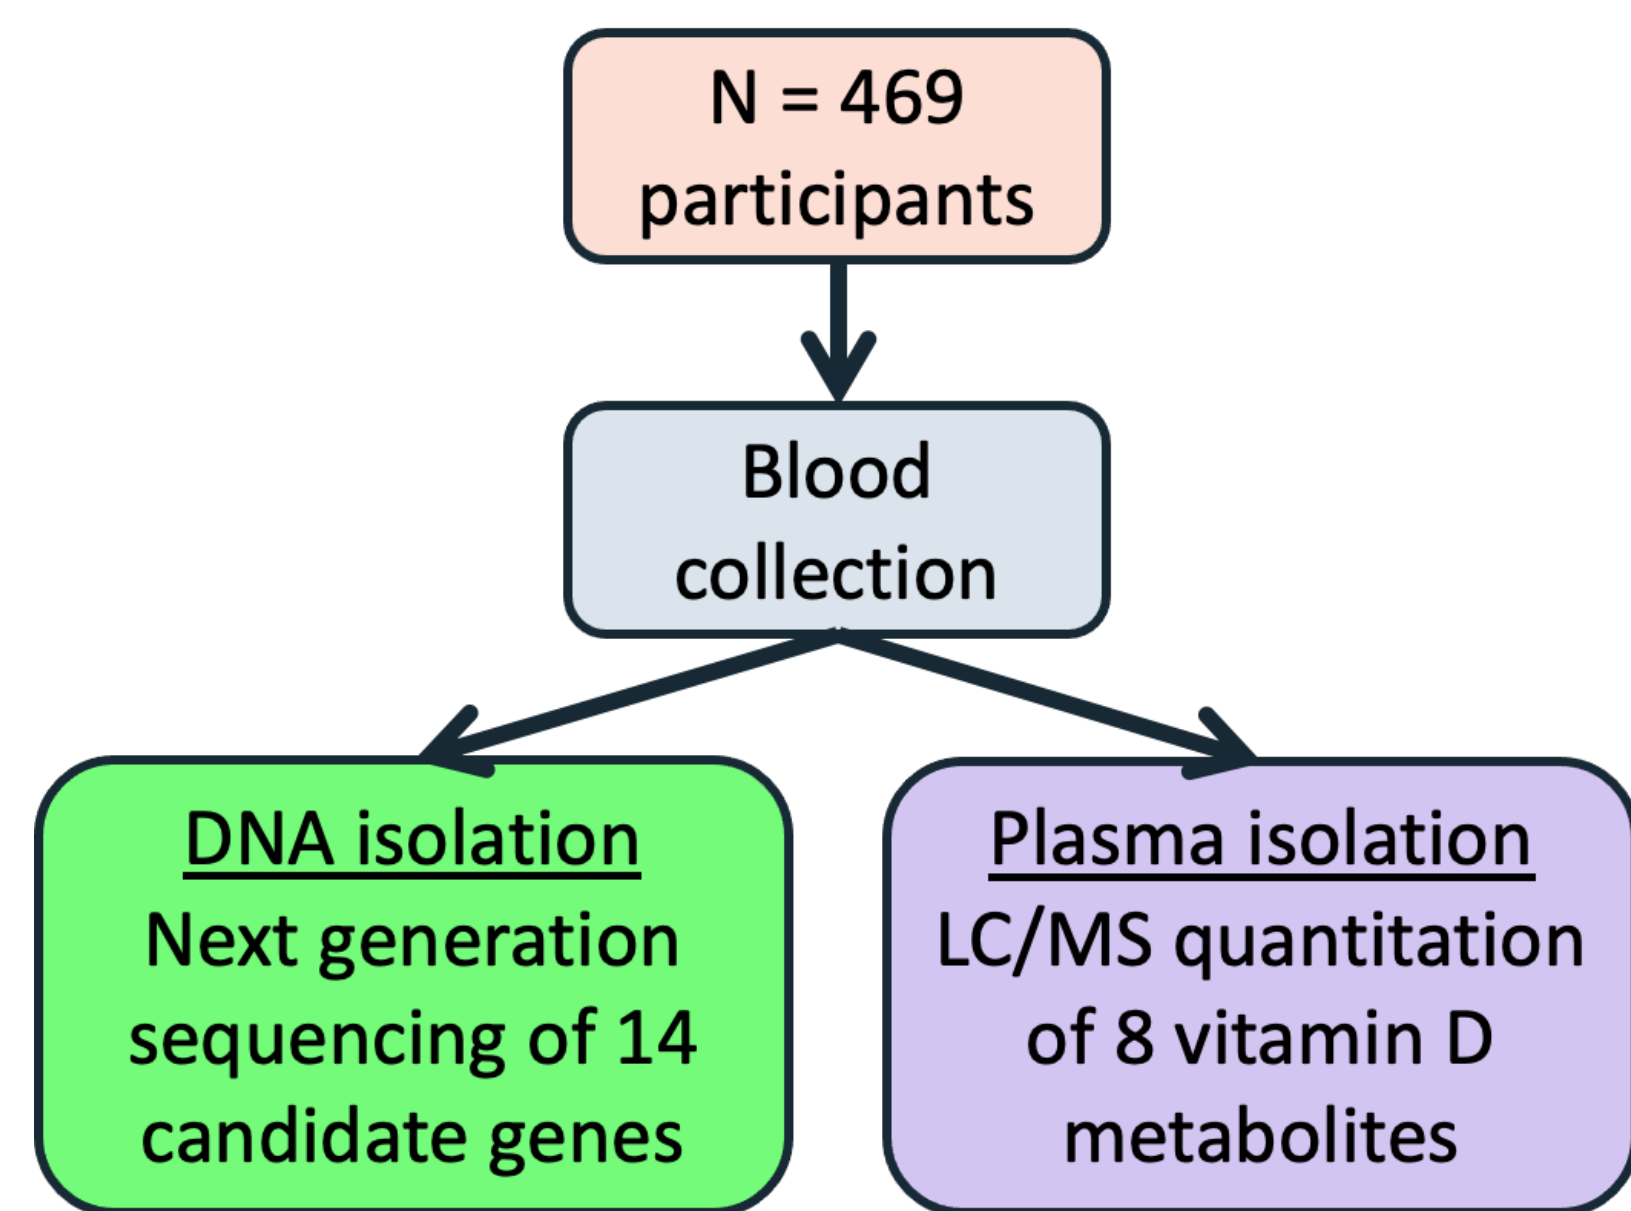 N = 469
participants
Blood
collection
DNA isolation
Next generation
sequencing of 14
candidate genes
Plasma isolation
LC/MS quantitation
of 8 vitamin D
metabolites